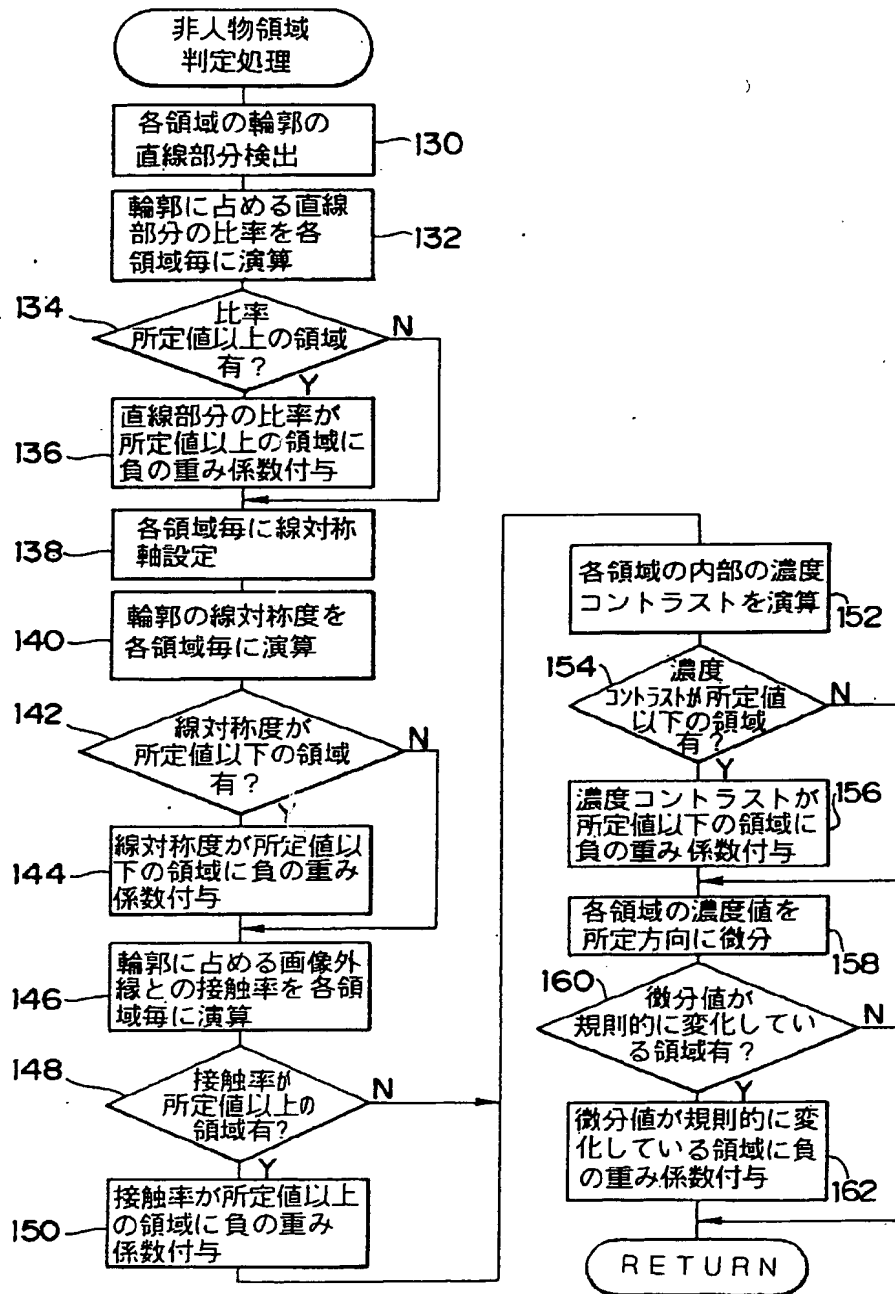 非人物領域
判定処理
各領域の輪郭の
直線部分検出
130
輪郭に占める直線
部分の比率を各
領域毎に演算
132
134
比率
所定値以上の領域
有?
N
Y
直線部分の比率が
所定値以上の領域に
負の重み係数付与
136
各領域毎に線対称
軸設定
138
輪郭の線対称度を
各領域毎に演算
140
142
線対称度が
所定値以下の領域
有?
N
Y
線対称度が所定値以
下の領域に負の重み
係数付与
144
輪郭に占める画像外
縁との接触率を各領
域毎に演算
146
148
接触率が
所定値以上の
領域有?
N
Y
接触率が所定値以上
の領域に負の重み
係数付与
150
各領域の内部の濃度
コントラストを演算
152
154
濃度
コントラストが所定値
以下の領域
有?
N
Y
濃度コントラストが
所定値以下の領域に
負の重み係数付与
156
各領域の濃度値を
所定方向に微分
158
160
微分値が
規則的に変化してい
る領域有?
N
Y
微分値が規則的に変
化している領域に負
の重み係数付与
162
RETURN